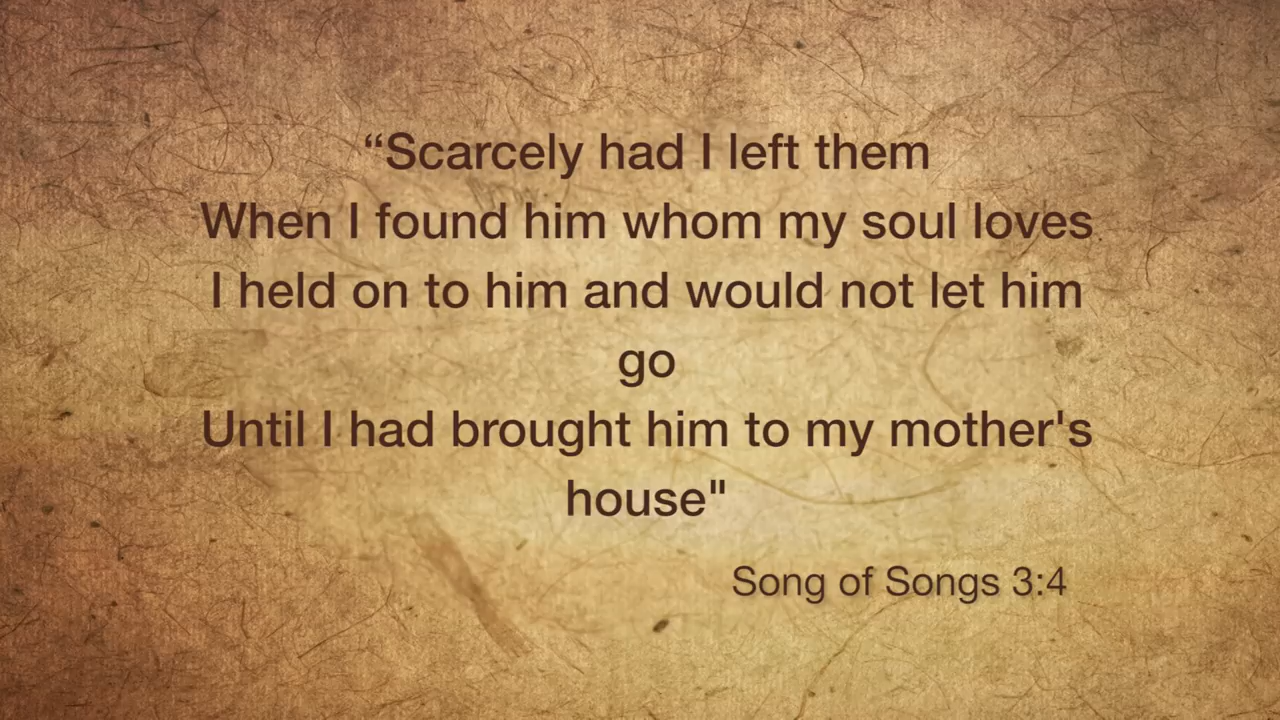 “Scarcely had I left them
When I found him whom my soul loves
I held on to him and would not let him
go
Until I had brought him to my mother's
house"
Song of Songs 3:4